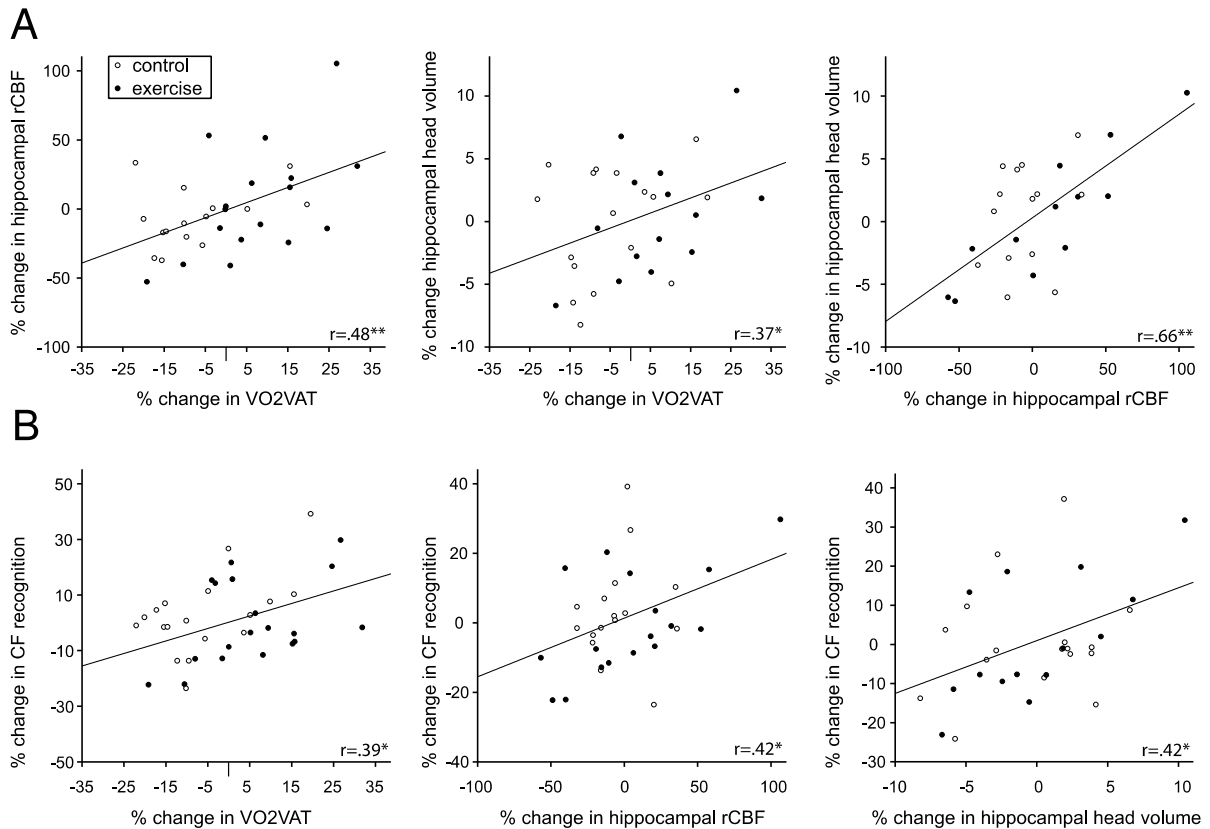 A
% change in hippocampal rCBF
100
50
0
-50
-100
control
exercise
r=.48**
-35 -25 -15 -5 5 15 25 35
% change in VO2VAT
% change hippocampal head volume
10
5
0
-5
-10
r=.37*
-35 -25 -15 -5 5 15 25 35
% change in VO2VAT
% change in hippocampal head volume
10
5
0
-5
-10
r=.66**
-100 -50 0 50 100
% change in hippocampal rCBF
B
% change in CF recognition
50
30
10
-10
-30
-50
r=.39*
-35 -25 -15 -5 5 15 25 35
% change in VO2VAT
% change in CF recognition
40
20
0
-20
-40
r=.42*
-100 -50 0 50 100
% change in hippocampal rCBF
% change in CF recognition
40
30
20
10
0
-10
-20
-30
r=.42*
-10 -5 0 5 10
% change in hippocampal head volume